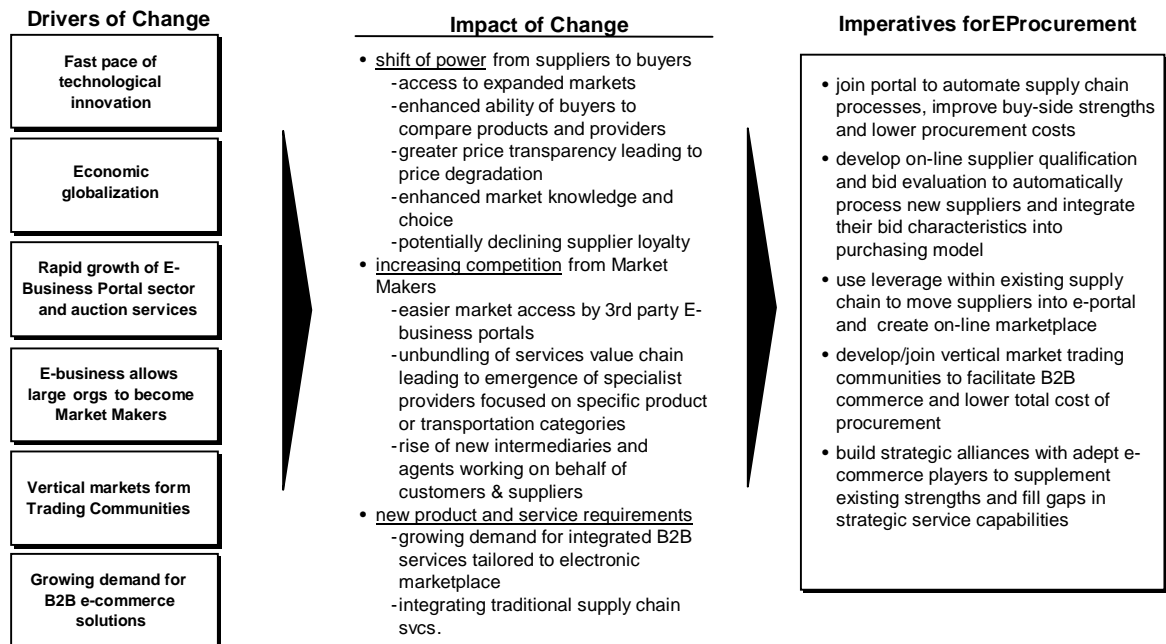 Drivers of Change
Fast pace of
technological
innovation
Economic
globalization
Rapid growth of E-
Business Portal sector
and auction services
E-business allows
large orgs to become
Market Makers
Vertical markets form
Trading Communities
Growing demand for
B2B e-commerce
solutions
Impact of Change
• shift of power from suppliers to buyers
-access to expanded markets
-enhanced ability of buyers to
compare products and providers
-greater price transparency leading to
price degradation
-enhanced market knowledge and
choice
-potentially declining supplier loyalty
• increasing competition from Market
Makers
-easier market access by 3rd party E-
business portals
-unbundling of services value chain
leading to emergence of specialist
providers focused on specific product
or transportation categories
-rise of new intermediaries and
agents working on behalf of
customers & suppliers
• new product and service requirements
-growing demand for integrated B2B
services tailored to electronic
marketplace
-integrating traditional supply chain
svcs.
Imperatives forEProcurement
• join portal to automate supply chain
processes, improve buy-side strengths
and lower procurement costs
• develop on-line supplier qualification
and bid evaluation to automatically
process new suppliers and integrate
their bid characteristics into
purchasing model
• use leverage within existing supply
chain to move suppliers into e-portal
and create on-line marketplace
• develop/join vertical market trading
communities to facilitate B2B
commerce and lower total cost of
procurement
• build strategic alliances with adept e-
commerce players to supplement
existing strengths and fill gaps in
strategic service capabilities